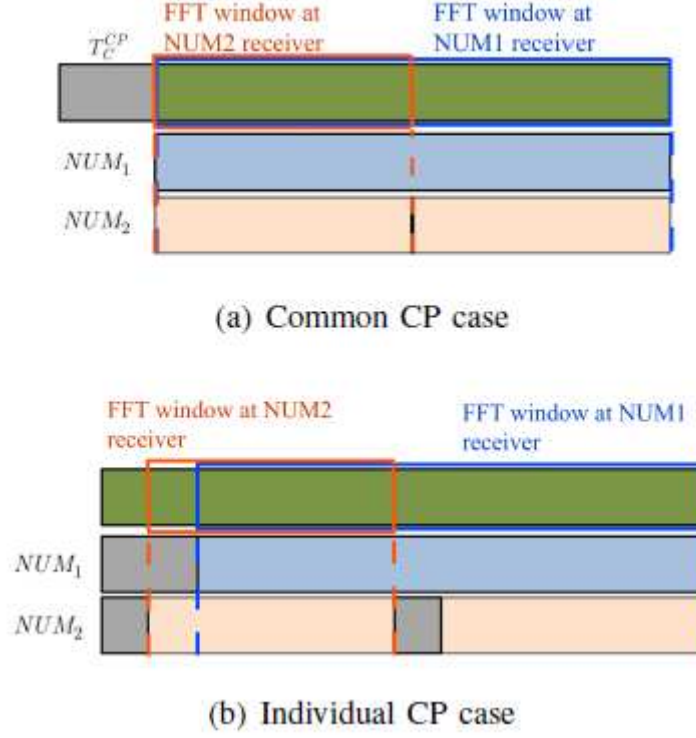 FFT window at
NUM2 receiver
FFT window at
NUM1 receiver
T_C^{CP}
NUM_1
NUM_2
(a) Common CP case
FFT window at NUM2
receiver
FFT window at NUM1
receiver
NUM_1
NUM_2
(b) Individual CP case